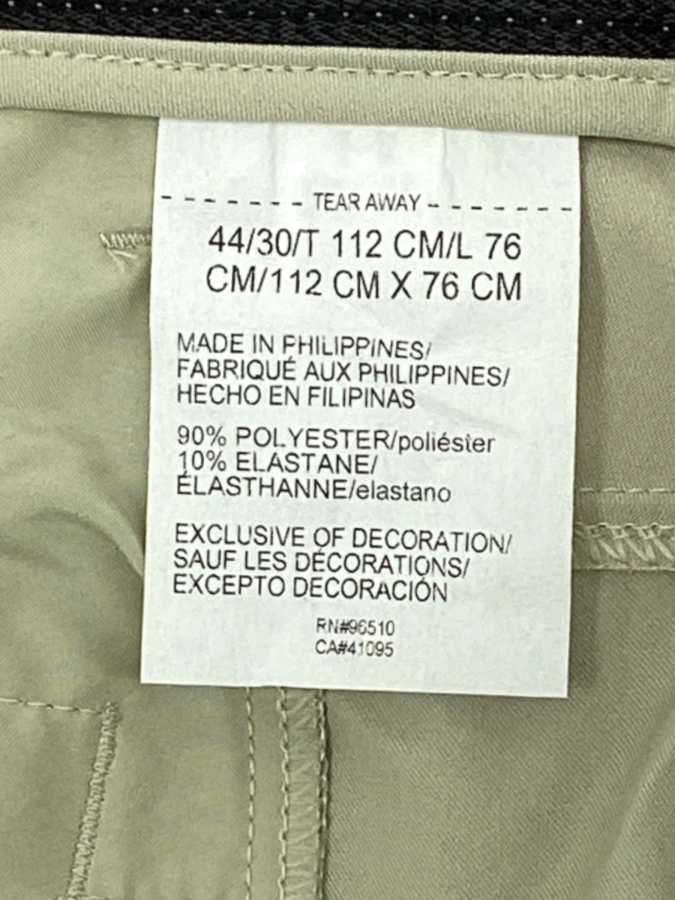 TEAR AWAY
44/30/T 112 CM/L 76
CM/112 CM X 76 CM
MADE IN PHILIPPINES/
FABRIQUÉ AUX PHILIPPINES/
HECHO EN FILIPINAS
90% POLYESTER/poliéster
10% ELASTANE/
ÉLASTHANNE/elastano
EXCLUSIVE OF DECORATION/
SAUF LES DÉCORATIONS/
EXCEPTO DECORACIÓN
RN#96510
CA#41095